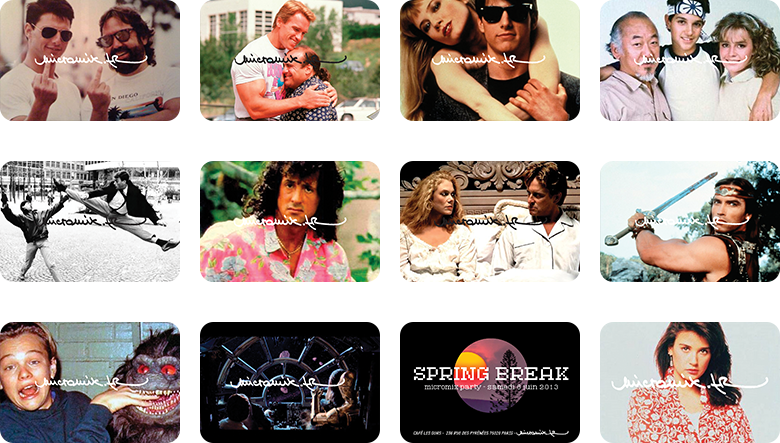 micromix.fr
micromix.fr
micromix.fr
micromix.fr
SAN DIEGO
micromix.fr
micromix.fr
micromix.fr
micromix.fr
micromix.fr
micromix.fr
SPRING BREAK
micromix party - samedi 8 juin 2013
CAFÉ LES OURS - 236 RUE DES PYRÉNÉES 75020 PARIS - micromix.fr
micromix.fr